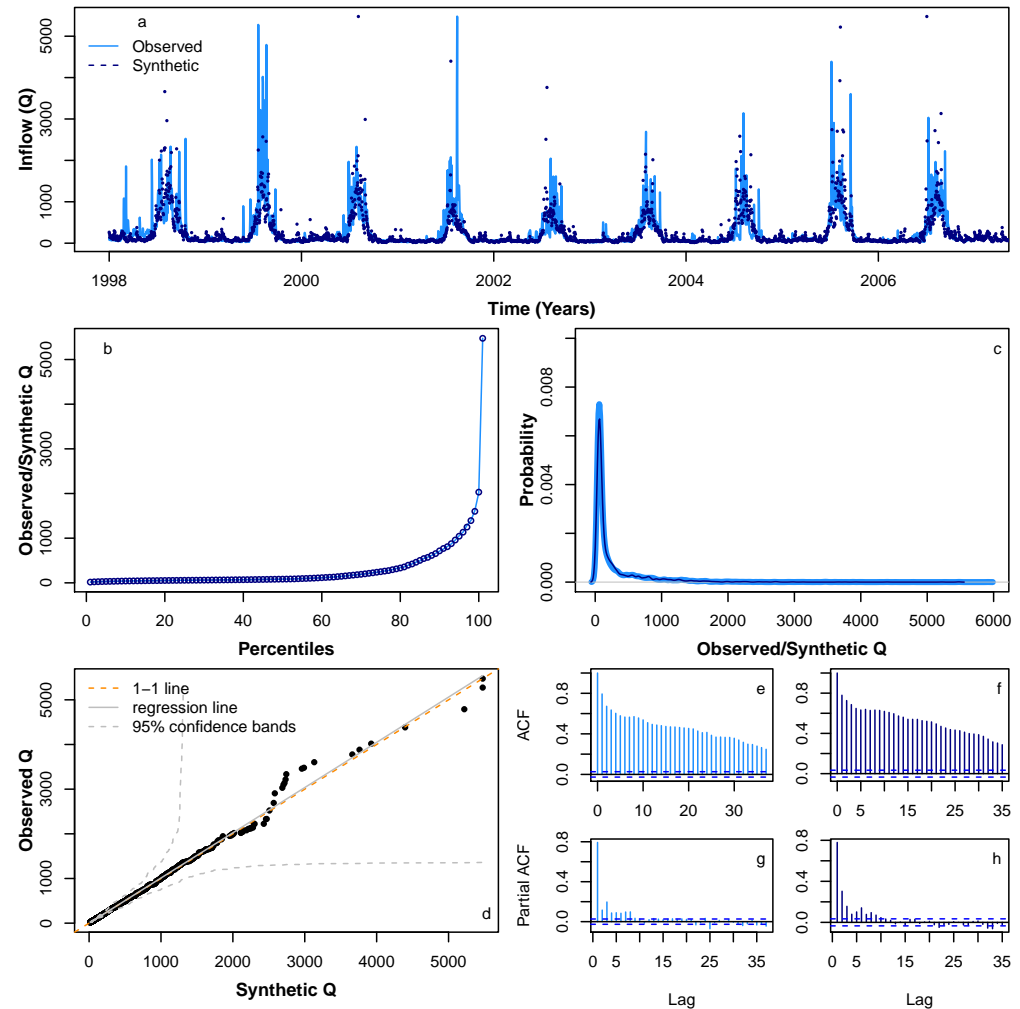 a
Observed
Synthetic
Inflow (Q)
0 1000 3000 5000
1998 2000 2002 2004 2006
Time (Years)
b
Observed/Synthetic Q
0 1000 3000 5000
0 20 40 60 80 100
Percentiles
c
Probability
0.000 0.004 0.008
0 1000 2000 3000 4000 5000 6000
Observed/Synthetic Q
1−1 line
regression line
95% confidence bands
Observed Q
0 1000 3000 5000
d
0 1000 2000 3000 4000 5000
Synthetic Q
e
ACF
0.0 0.4 0.8
0 10 20 30
f
0.0 0.4 0.8
0 5 15 25 35
g
Partial ACF
0.0 0.4 0.8
0 5 15 25 35
Lag
h
0.0 0.4 0.8
0 5 15 25 35
Lag